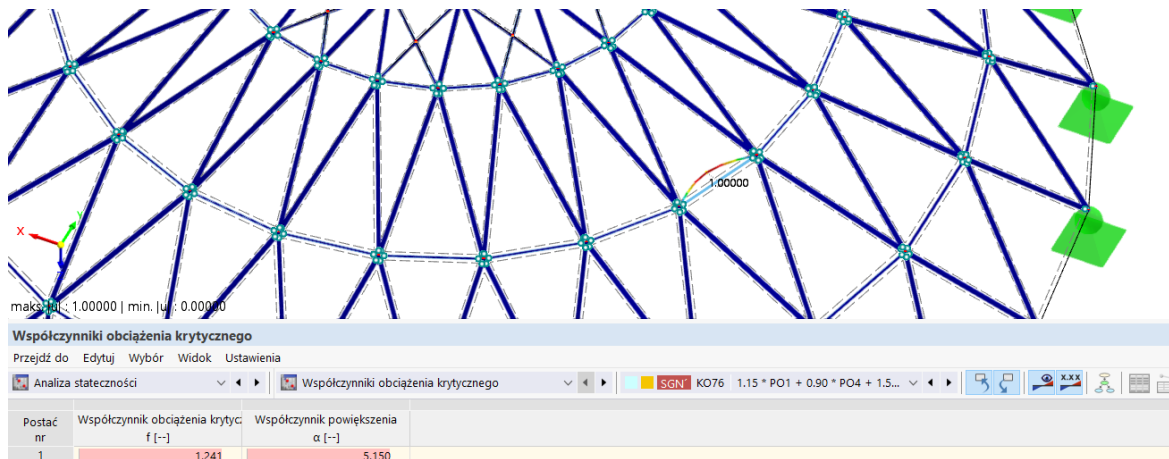 1.00000
X
Y
maks. |u| : 1.00000 | min. |u| : 0.00000
Współczynniki obciążenia krytycznego
Przejdź do Edytuj Wybór Widok Ustawienia
Analiza stateczności Współczynniki obciążenia krytycznego SGN KO76 1.15 * PO1 + 0.90 * PO4 + 1.5... x.xx
Postać Współczynnik obciążenia krytyc Współczynnik powiększenia
nr f [--] α [--]
1 1.241 5.150